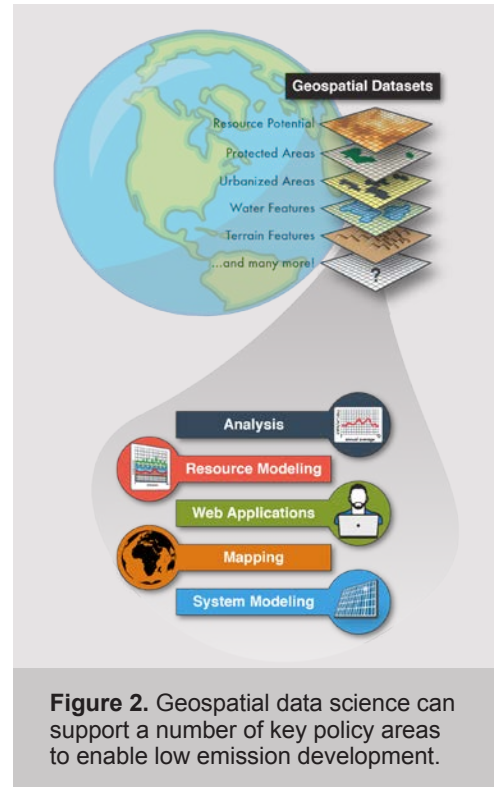 Geospatial Datasets
Resource Potential
Protected Areas
Urbanized Areas
Water Features
Terrain Features
...and many more!
?
Analysis
annual average
Resource Modeling
Web Applications
Mapping
System Modeling
Figure 2. Geospatial data science can
support a number of key policy areas
to enable low emission development.